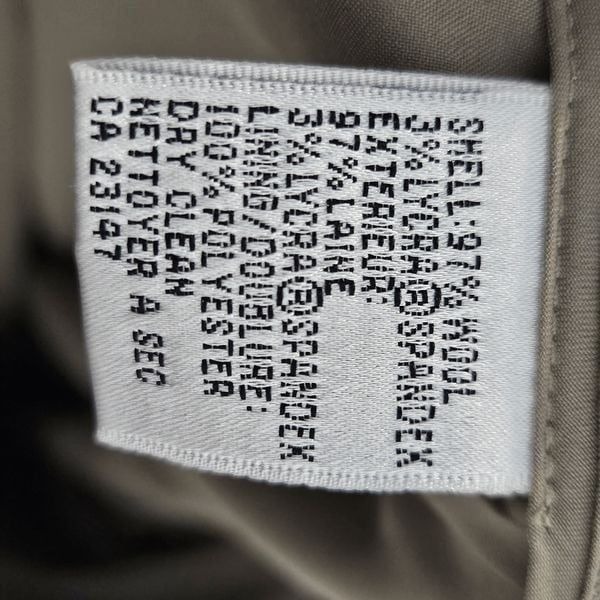 SHELL:97% WOOL
3%LYCRA®SPANDEX
EXTERIEUR:
97%LAINE
3%LYCRA®SPANDEX
LINING/DOUBLURE:
100%POLYESTER
DRY CLEAN
NETTOYER A SEC
CA 23147